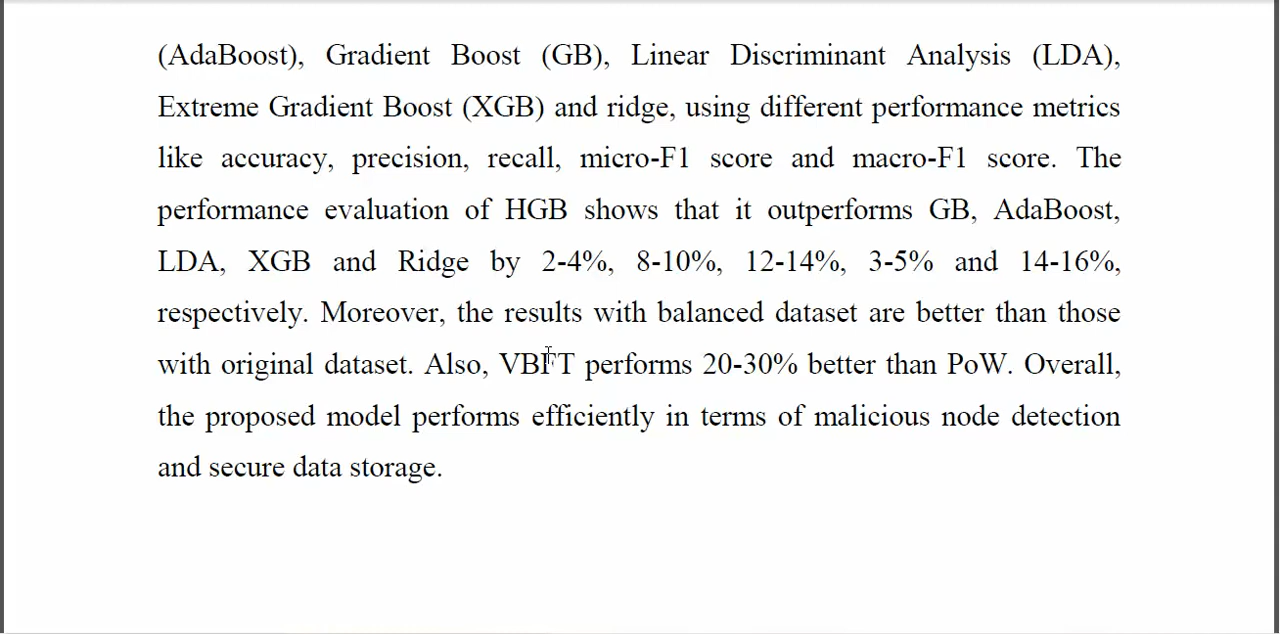 (AdaBoost), Gradient Boost (GB), Linear Discriminant Analysis (LDA),
Extreme Gradient Boost (XGB) and ridge, using different performance metrics
like accuracy, precision, recall, micro-F1 score and macro-F1 score. The
performance evaluation of HGB shows that it outperforms GB, AdaBoost,
LDA, XGB and Ridge by 2-4%, 8-10%, 12-14%, 3-5% and 14-16%,
respectively. Moreover, the results with balanced dataset are better than those
with original dataset. Also, VBFT performs 20-30% better than PoW. Overall,
the proposed model performs efficiently in terms of malicious node detection
and secure data storage.